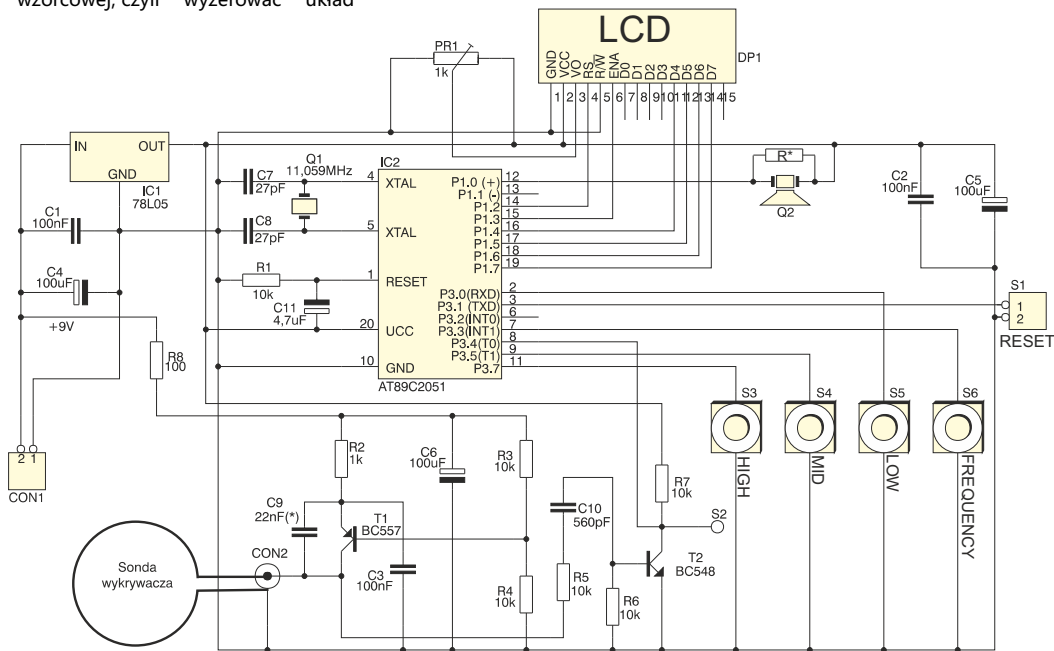 wzorcowej, czyli wyzerować układ
LCD
DP1
GND
VCC
VO
RS
R/W
ENA
D0
D1
D2
D3
D4
D5
D6
D7
1 2 3 4 5 6 7 8 9 10 11 12 13 14 15
PR1
1k
IN OUT
GND
IC1
78L05
C1
100nF
C4
100uF
+9V
R8
100
2 1
CON1
C7
27pF
Q1
11,059MHz
C8
27pF
R1
10k
C11
4,7uF
IC2
4 XTAL
5 XTAL
1 RESET
20 UCC
10 GND
P1.0 (+) 12
P1.1 (-) 13
P1.2 14
P1.3 15
P1.4 16
P1.5 17
P1.6 18
P1.7 19
P3.0(RXD) 2
P3.1 (TXD) 3
P3.2(INT0) 6
P3.3(INT1) 7
P3.4(T0) 8
P3.5(T1) 9
P3.7 11
AT89C2051
R*
Q2
C2
100nF
C5
100uF
S1
1
2
RESET
S3
HIGH
S4
MID
S5
LOW
S6
FREQUENCY
R2
1k
C6
100uF
R3
10k
C9
22nF(*)
T1
BC557
CON2
C3
100nF
R4
10k
C10
560pF
R5
10k
R6
10k
R7
10k
S2
T2
BC548
Sonda
wykrywacza